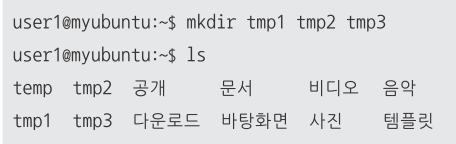 user1@myubuntu:~$ mkdir tmp1 tmp2 tmp3
user1@myubuntu:~$ ls
temp tmp2 공개 문서 비디오 음악
tmp1 tmp3 다운로드 바탕화면 사진 템플릿